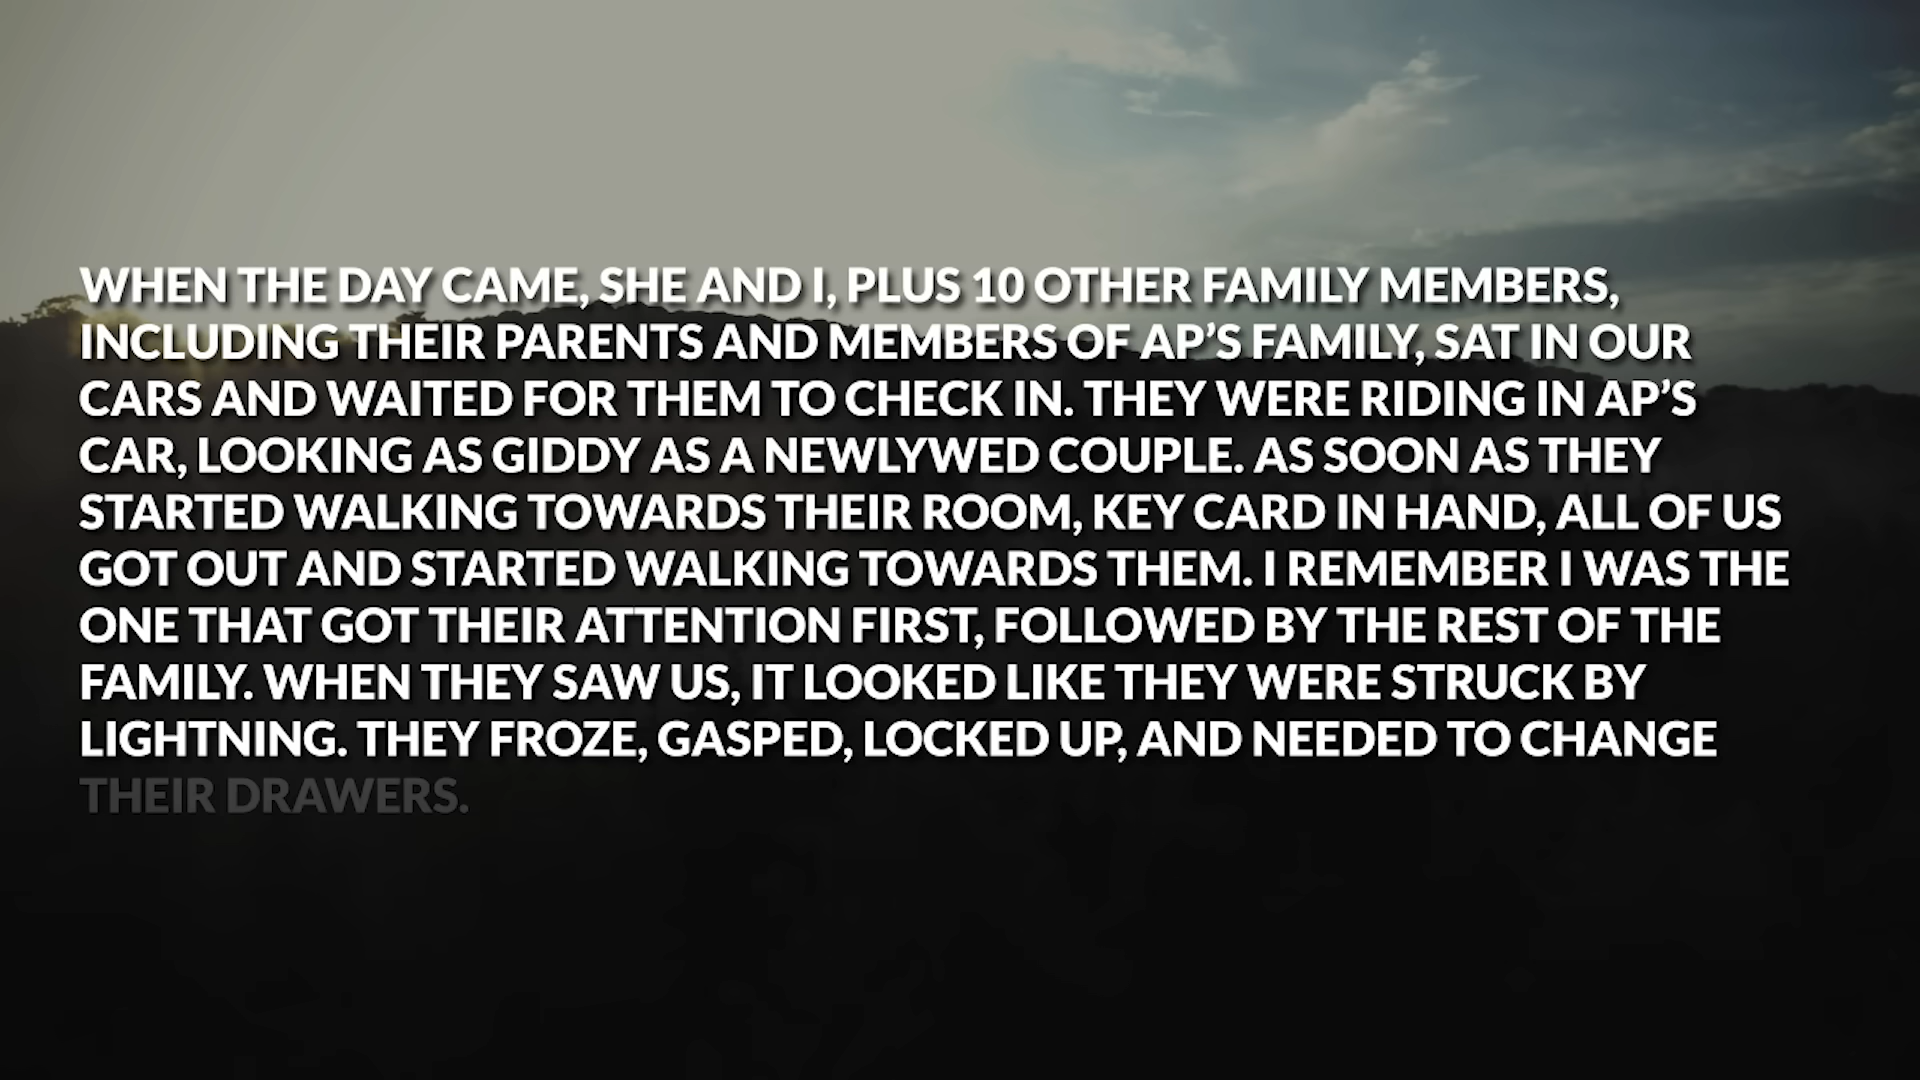 WHEN THE DAY CAME, SHE AND I, PLUS 10 OTHER FAMILY MEMBERS,
INCLUDING THEIR PARENTS AND MEMBERS OF AP’S FAMILY, SAT IN OUR
CARS AND WAITED FOR THEM TO CHECK IN. THEY WERE RIDING IN AP’S
CAR, LOOKING AS GIDDY AS A NEWLYWED COUPLE. AS SOON AS THEY
STARTED WALKING TOWARDS THEIR ROOM, KEY CARD IN HAND, ALL OF US
GOT OUT AND STARTED WALKING TOWARDS THEM. I REMEMBER I WAS THE
ONE THAT GOT THEIR ATTENTION FIRST, FOLLOWED BY THE REST OF THE
FAMILY. WHEN THEY SAW US, IT LOOKED LIKE THEY WERE STRUCK BY
LIGHTNING. THEY FROZE, GASPED, LOCKED UP, AND NEEDED TO CHANGE
THEIR DRAWERS.